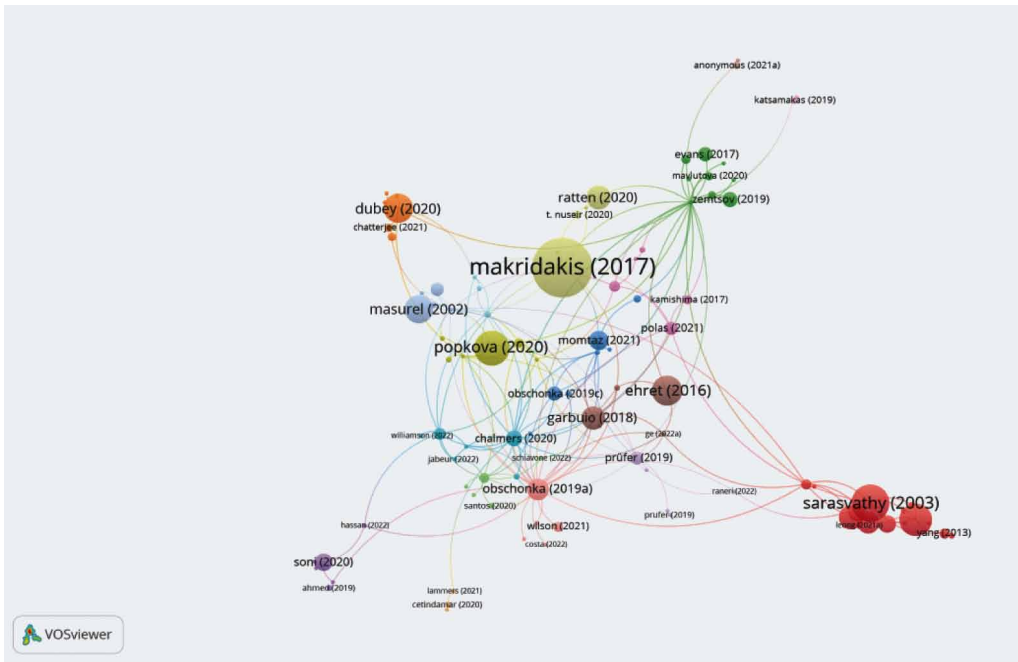 anonymous (2021a)
katsamakas (2019)
evans (2017)
maylutova (2020)
zemtsov (2019)
ratten (2020)
t. nuseir (2020)
dubey (2020)
chatterjee (2021)
makridakis (2017)
kamishima (2017)
masurel (2002)
polas (2021)
momtaz (2021)
popkova (2020)
ehret (2016)
obschonka (2019c)
garbuio (2018)
williamson (2022)
chalmers (2020)
ge (2022a)
jabeur (2022)
schiavone (2022)
prüfer (2019)
obschonka (2019a)
raneri (2022)
santos (2020)
sarasvathy (2003)
prufer (2019)
hassan (2022)
wilson (2021)
yang (2013)
costa (2022)
soni (2020)
ahmed (2019)
lammers (2021)
cetindamar (2020)
VOSviewer